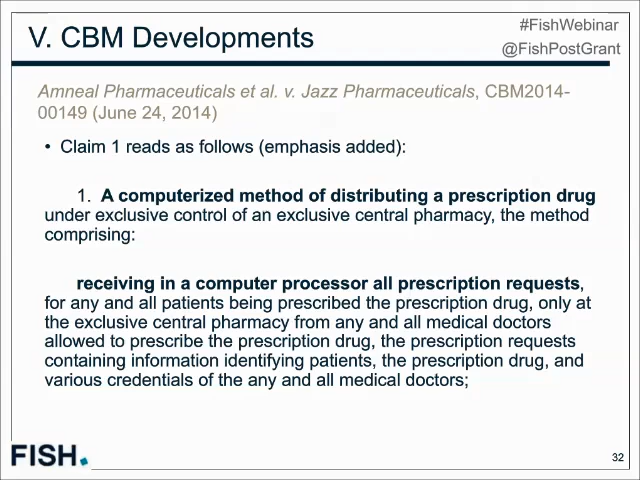 V. CBM Developments
#FishWebinar
@FishPostGrant
Amneal Pharmaceuticals et al. v. Jazz Pharmaceuticals, CBM2014-
00149 (June 24, 2014)
• Claim 1 reads as follows (emphasis added):
1. A computerized method of distributing a prescription drug
under exclusive control of an exclusive central pharmacy, the method
comprising:
receiving in a computer processor all prescription requests,
for any and all patients being prescribed the prescription drug, only at
the exclusive central pharmacy from any and all medical doctors
allowed to prescribe the prescription drug, the prescription requests
containing information identifying patients, the prescription drug, and
various credentials of the any and all medical doctors;
FISH.
32